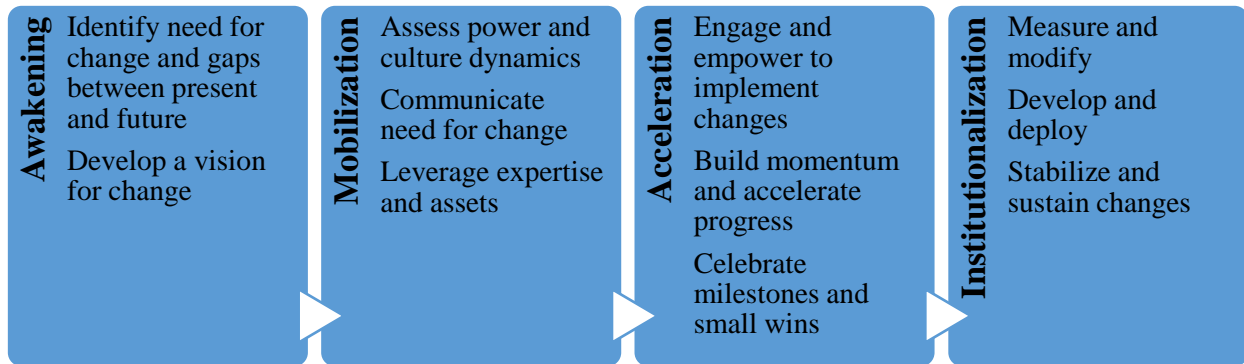 Awakening
Identify need for
change and gaps
between present
and future
Develop a vision
for change
Mobilization
Assess power and
culture dynamics
Communicate
need for change
Leverage expertise
and assets
Acceleration
Engage and
empower to
implement
changes
Build momentum
and accelerate
progress
Celebrate
milestones and
small wins
Institutionalization
Measure and
modify
Develop and
deploy
Stabilize and
sustain changes